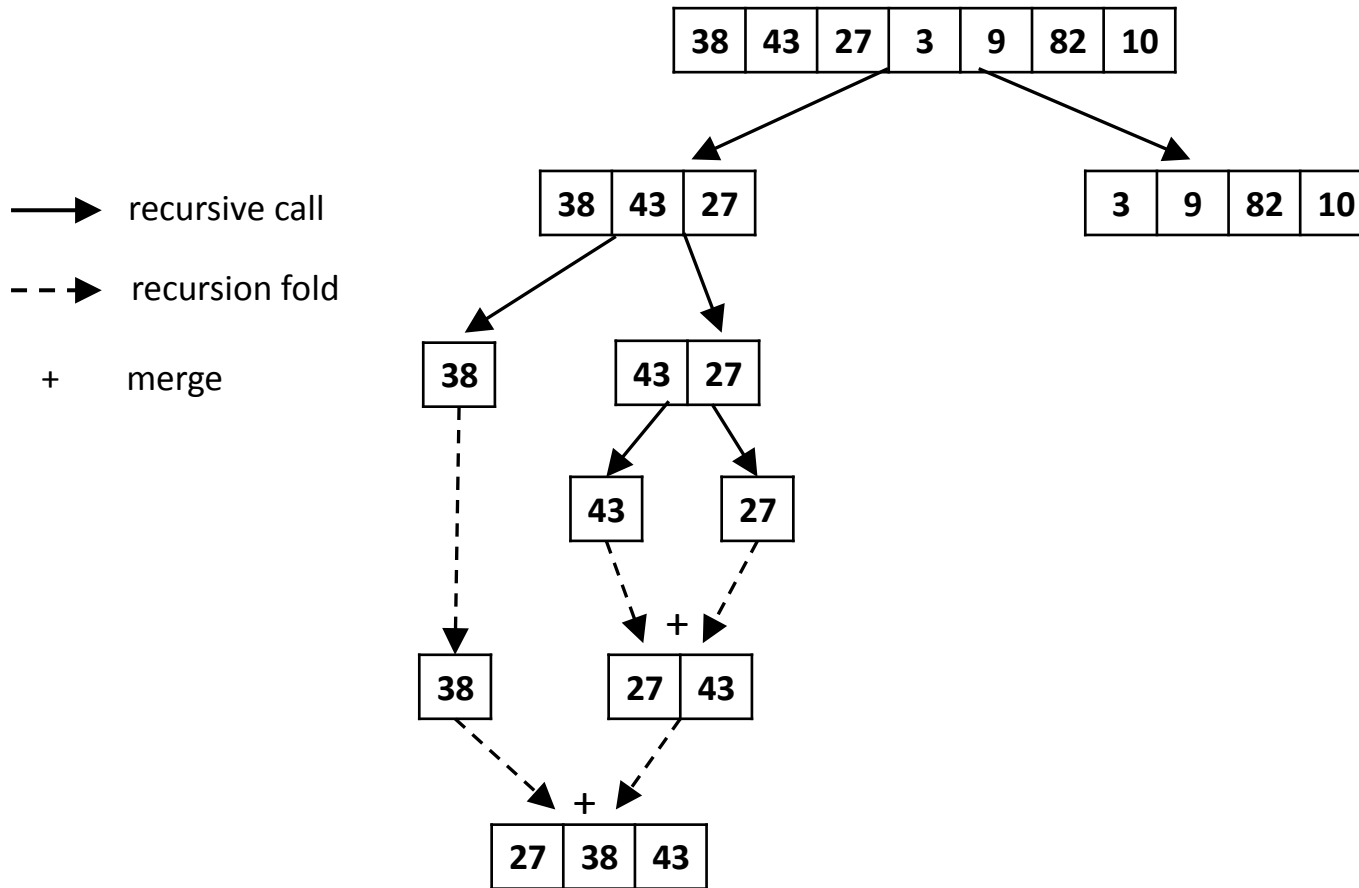 38 43 27 3 9 82 10
38 43 27
3 9 82 10
recursive call
recursion fold
+ merge
38
43 27
43
27
+
38
27 43
+
27 38 43